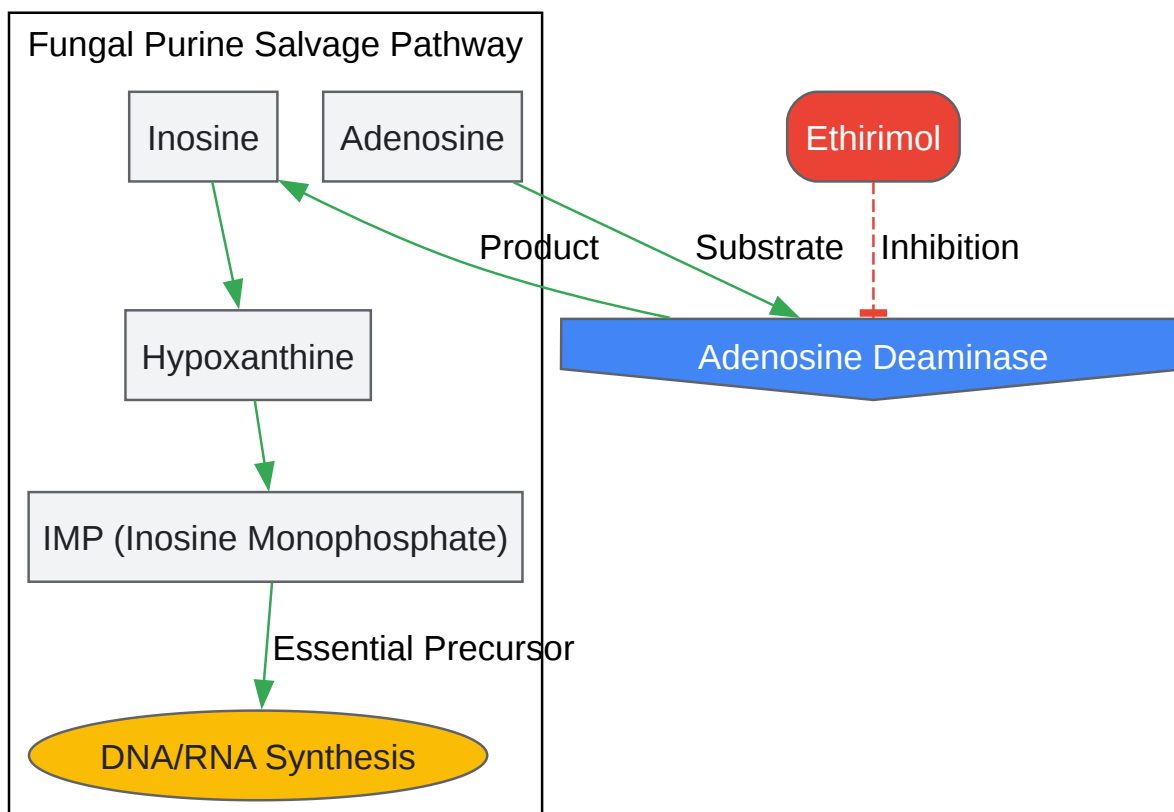 Fungal Purine Salvage Pathway
Inosine
Adenosine
Ethirimol
Product
Substrate
Inhibition
Hypoxanthine
Adenosine Deaminase
IMP (Inosine Monophosphate)
Essential Precursor
DNA/RNA Synthesis